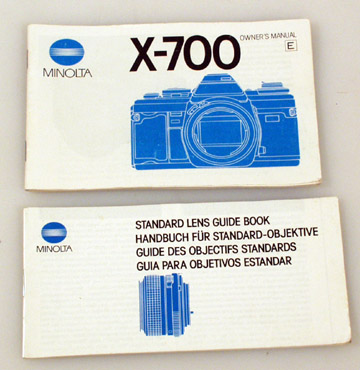 MINOLTA
X-700
OWNER'S MANUAL
E
MINOLTA
STANDARD LENS GUIDE BOOK
HANDBUCH FÜR STANDARD-OBJEKTIVE
GUIDE DES OBJECTIFS STANDARDS
GUIA PARA OBJETIVOS ESTANDAR